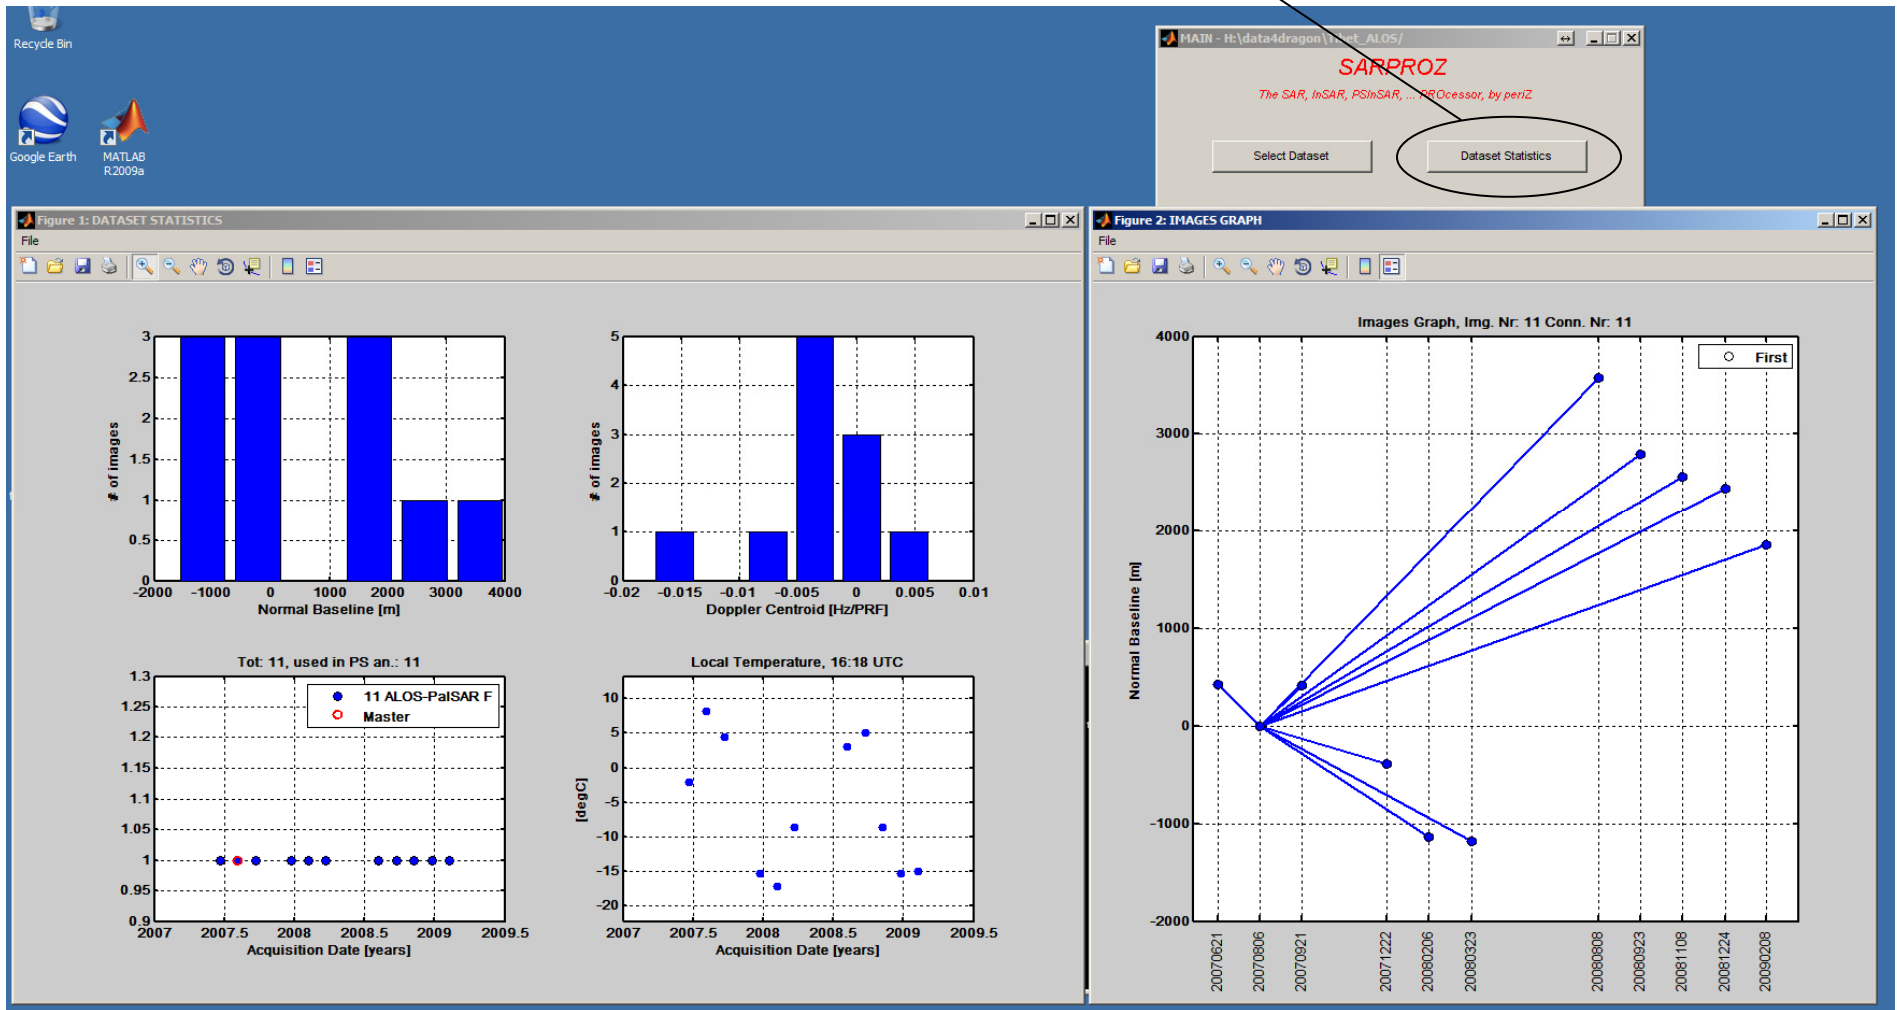 Recycle Bin
Google Earth
MATLAB
R2009a
MAIN - H:\data4dragon\Tibet_ALOS/
SARPROZ
The SAR, InSAR, PSInSAR, ... PROcessor, by periZ
Select Dataset
Dataset Statistics
Figure 1: DATASET STATISTICS
File
3
2.5
2
1.5
1
0.5
0
# of images
-2000 -1000 0 1000 2000 3000 4000
Normal Baseline [m]
5
4
3
2
1
0
# of images
-0.02 -0.015 -0.01 -0.005 0 0.005 0.01
Doppler Centroid [Hz/PRF]
Tot: 11, used in PS an.: 11
1.3
1.25
1.2
1.15
1.1
1.05
1
0.95
0.9
11 ALOS-PalSAR F
Master
2007 2007.5 2008 2008.5 2009 2009.5
Acquisition Date [years]
Local Temperature, 16:18 UTC
10
5
0
-5
-10
-15
-20
[degC]
2007 2007.5 2008 2008.5 2009 2009.5
Acquisition Date [years]
Figure 2: IMAGES GRAPH
File
Images Graph, Img. Nr: 11 Conn. Nr: 11
First
4000
3000
2000
1000
0
-1000
-2000
Normal Baseline [m]
20070621
20070806
20070921
20071222
20080206
20080323
20080808
20080923
20081108
20081224
20090208